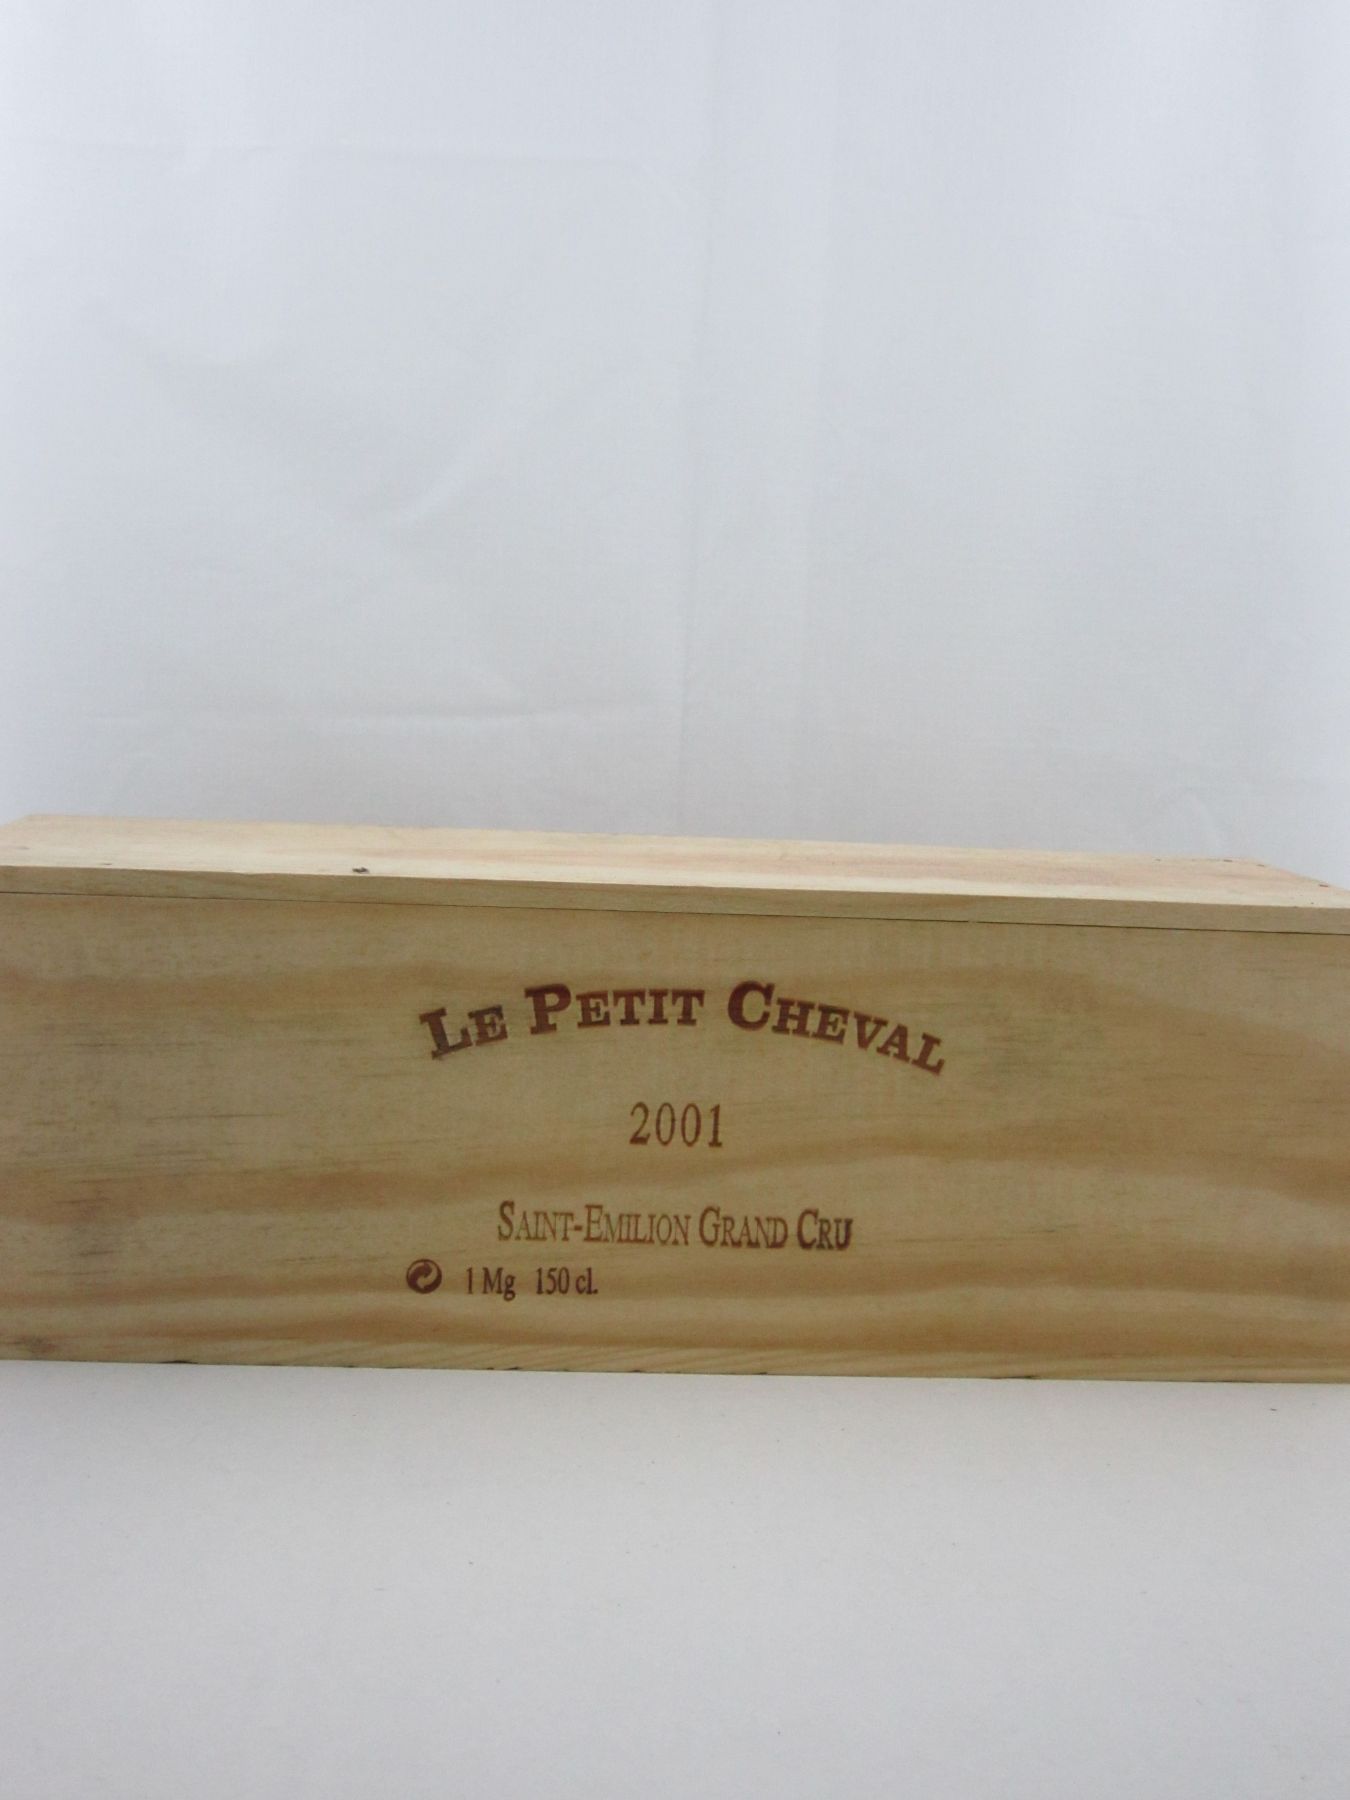 LE PETIT CHEVAL
2001
SAINT-EMILION GRAND CRU
1 Mg 150 cl.